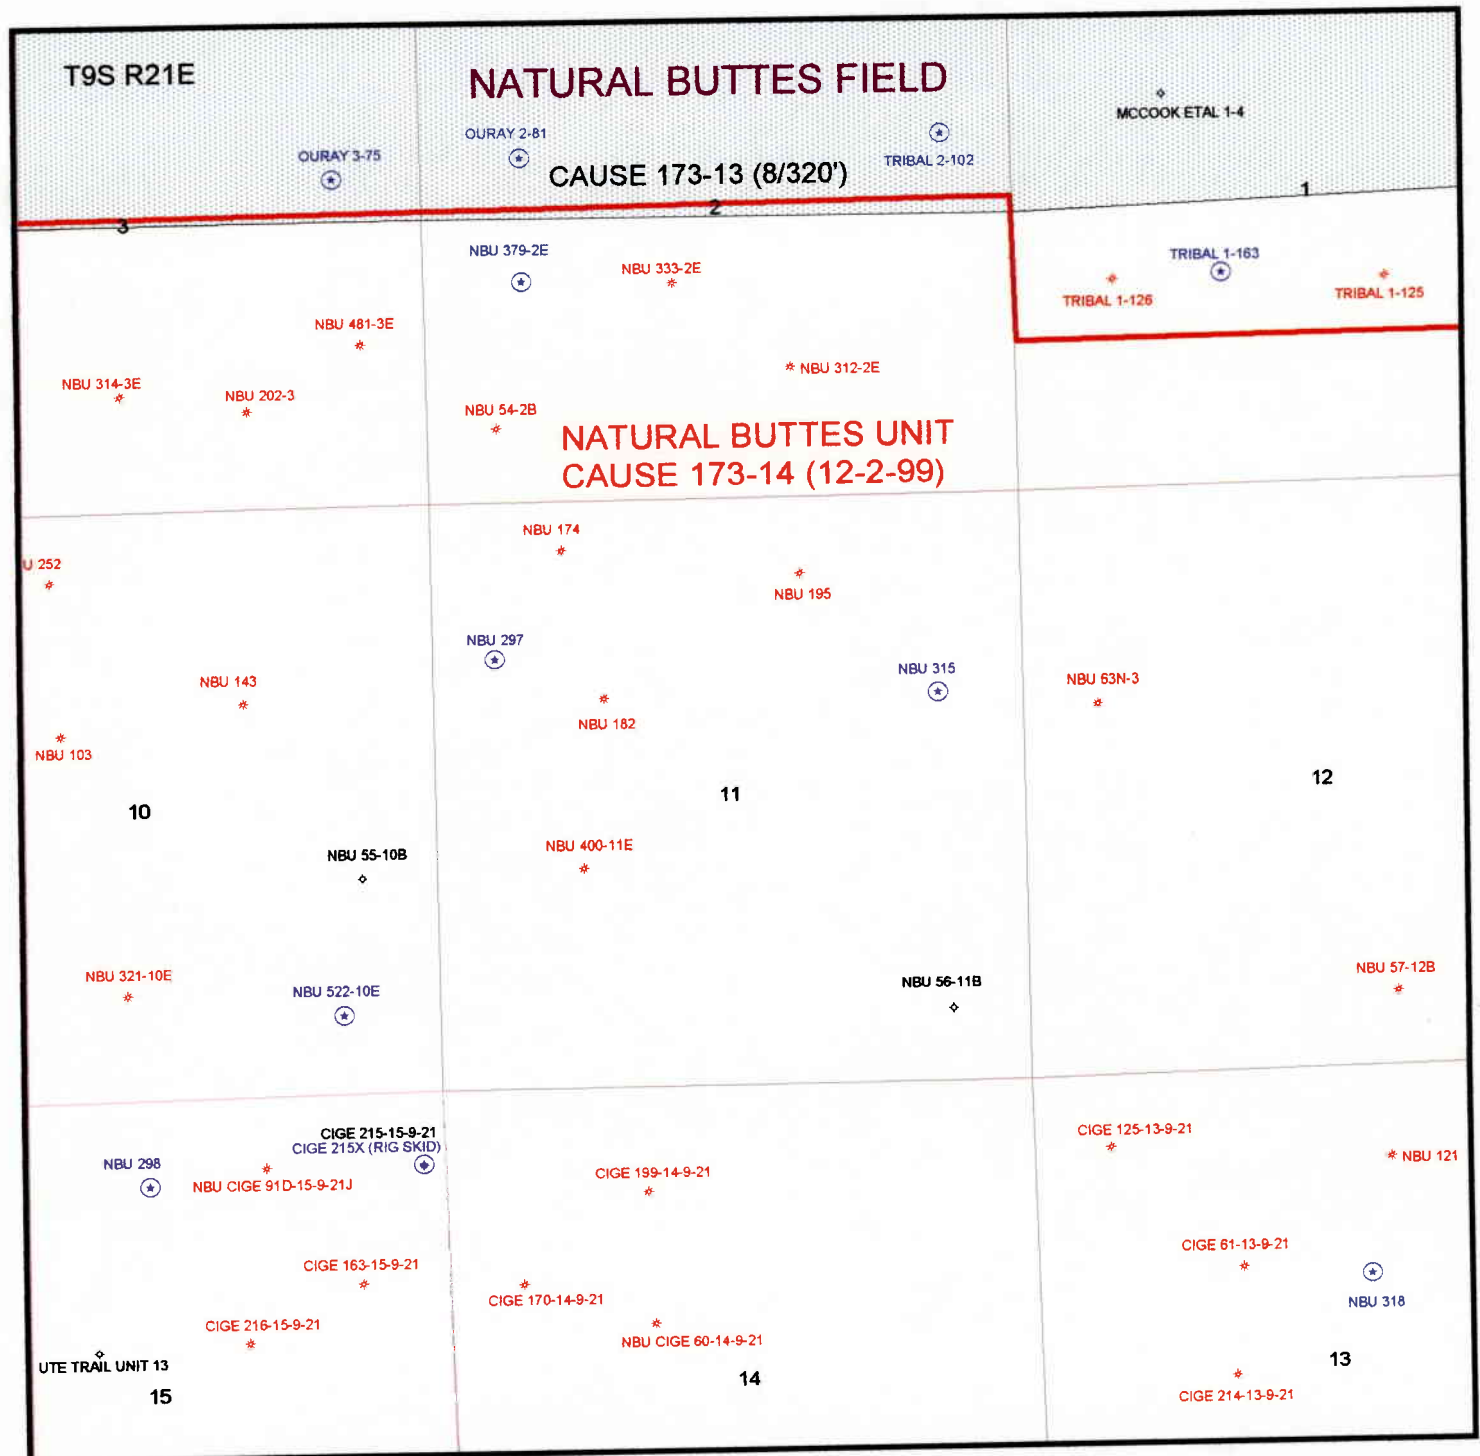 T9S R21E
NATURAL BUTTES FIELD
MCCOOK ETAL 1-4
OURAY 3-75
OURAY 2-81
TRIBAL 2-102
CAUSE 173-13 (8/320')
3
2
1
NBU 379-2E
NBU 333-2E
TRIBAL 1-163
TRIBAL 1-126
TRIBAL 1-125
NBU 481-3E
NBU 314-3E
NBU 202-3
NBU 312-2E
NBU 54-2B
NATURAL BUTTES UNIT
CAUSE 173-14 (12-2-99)
U 252
NBU 174
NBU 195
NBU 297
NBU 315
NBU 143
NBU 182
NBU 63N-3
NBU 103
10
11
12
NBU 55-10B
NBU 400-11E
NBU 321-10E
NBU 522-10E
NBU 56-11B
NBU 57-12B
CIGE 215-15-9-21
CIGE 215X (RIG SKID)
NBU 298
NBU CIGE 91D-15-9-21J
CIGE 199-14-9-21
CIGE 125-13-9-21
NBU 121
CIGE 163-15-9-21
CIGE 170-14-9-21
CIGE 61-13-9-21
NBU 318
CIGE 216-15-9-21
NBU CIGE 60-14-9-21
UTE TRAIL UNIT 13
15
14
13
CIGE 214-13-9-21